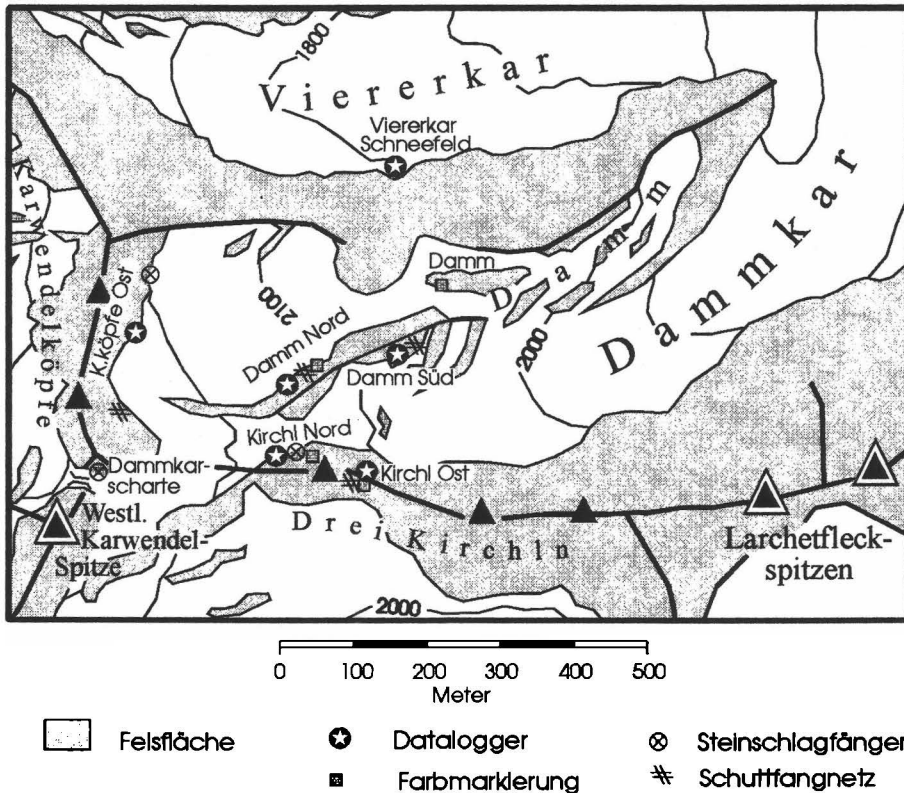 1800
Viererkar
Viererkar
Schneefeld
Karwendelköpfe
K.köpfe Ost
2100
Damm
Damm
Dammkar
2000
Damm Nord
Damm Süd
Kirchl Nord
Dammkar-
scharte
Kirchl Ost
Westl.
Karwendel-
Spitze
Drei Kirchln
Larchetfleck-
spitzen
2000
0 100 200 300 400 500
Meter
Felsfläche
Datalogger
Steinschlagfänger
Farbmarkierung
Schuttfangnetz